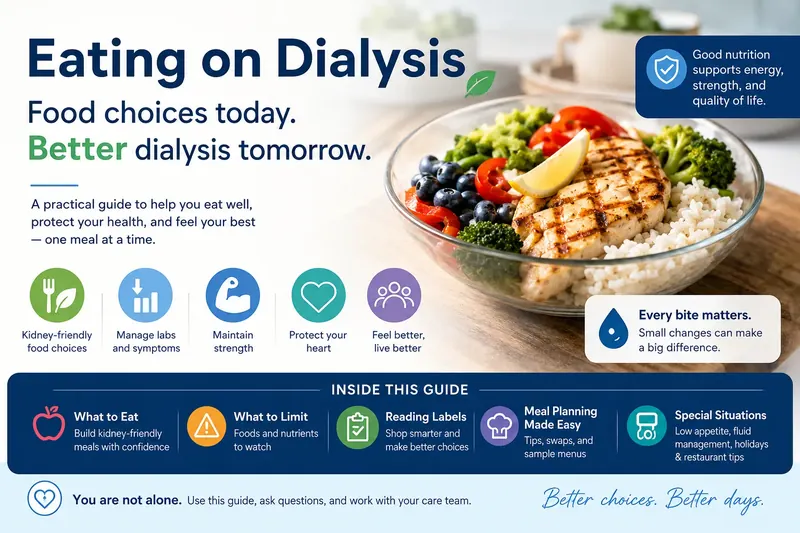 Eating on Dialysis
Food choices today.
Better dialysis tomorrow.
A practical guide to help you eat well,
protect your health, and feel your best
— one meal at a time.
Good nutrition
supports energy,
strength, and
quality of life.
Kidney-friendly
food choices
Manage labs
and symptoms
Maintain
strength
Protect your
heart
Feel better,
live better
Every bite matters.
Small changes can make
a big difference.
INSIDE THIS GUIDE
What to Eat
Build kidney-friendly
meals with confidence
What to Limit
Foods and nutrients
to watch
Reading Labels
Shop smarter and
make better choices
Meal Planning
Made Easy
Tips, swaps, and
sample menus
Special Situations
Low appetite, fluid
management, holidays
& restaurant tips
You are not alone. Use this guide, ask questions, and work with your care team.
Better choices. Better days.